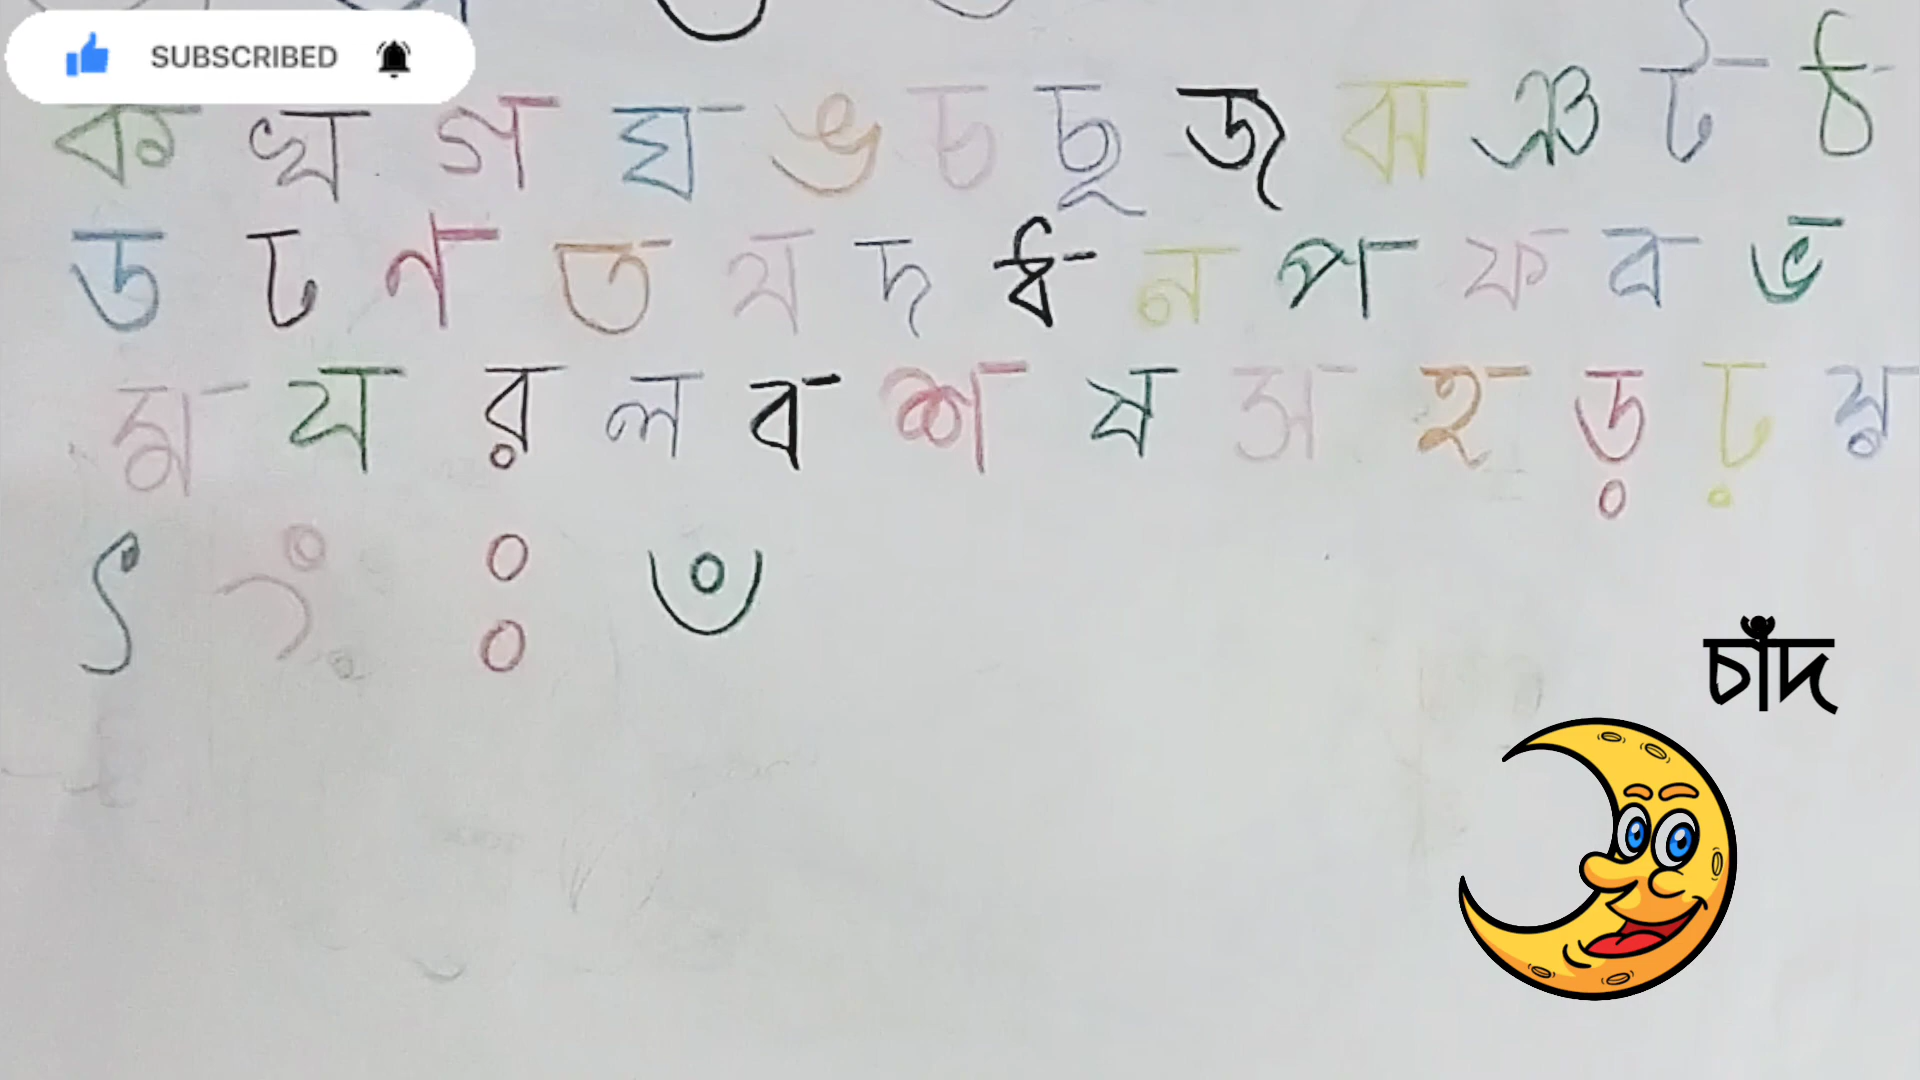 SUBSCRIBED
ক খ গ ঘ ঙ চ ছ জ ঝ ঞ ট ঠ
ড ঢ ণ ত থ দ ধ ন প ফ ব ভ
ম য র ল ব শ ষ স হ ড় ঢ় য়
ৎ ং ঃ ঁ
চাঁদ